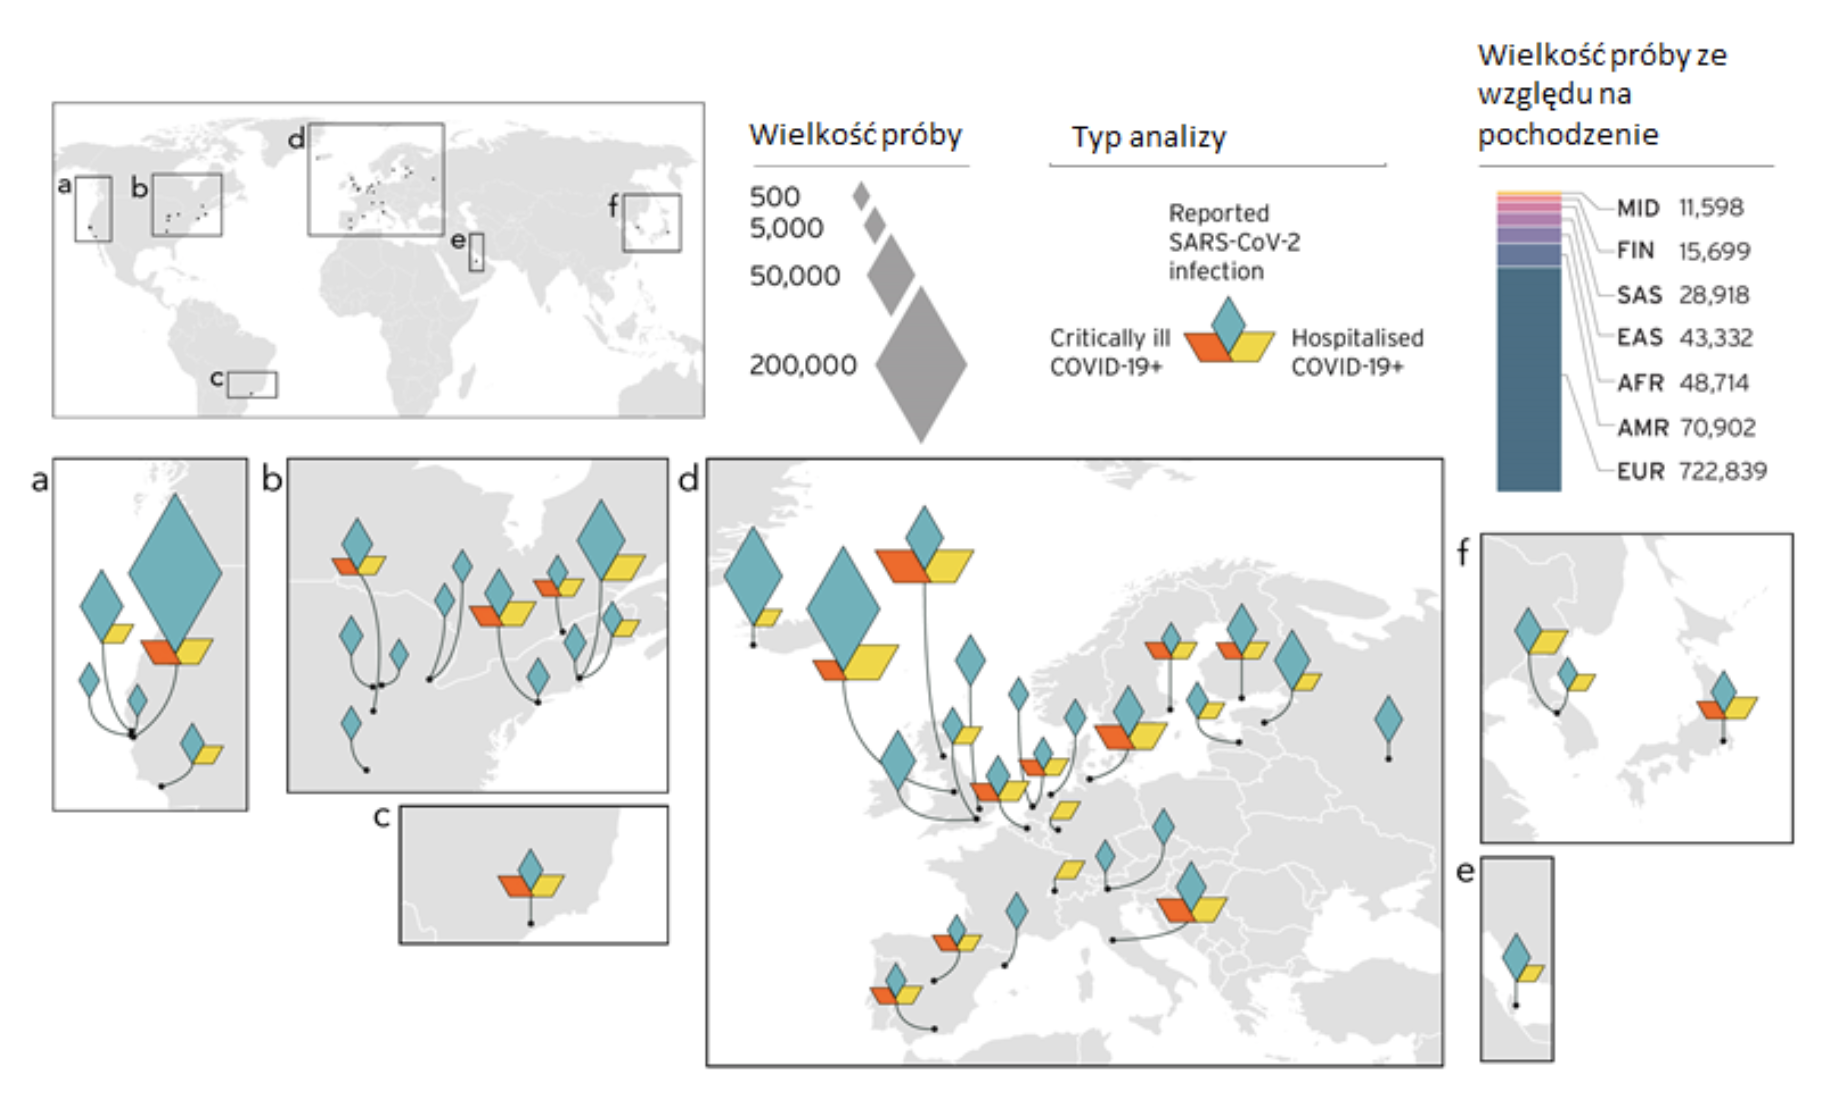 Wielkość próby ze
względu na
pochodzenie
Wielkość próby
Typ analizy
d
a
b
f
e
c
500
5,000
50,000
200,000
Reported
SARS-CoV-2
infection
Critically ill
COVID-19+
Hospitalised
COVID-19+
MID 11,598
FIN 15,699
SAS 28,918
EAS 43,332
AFR 48,714
AMR 70,902
EUR 722,839
a
b
d
f
c
e